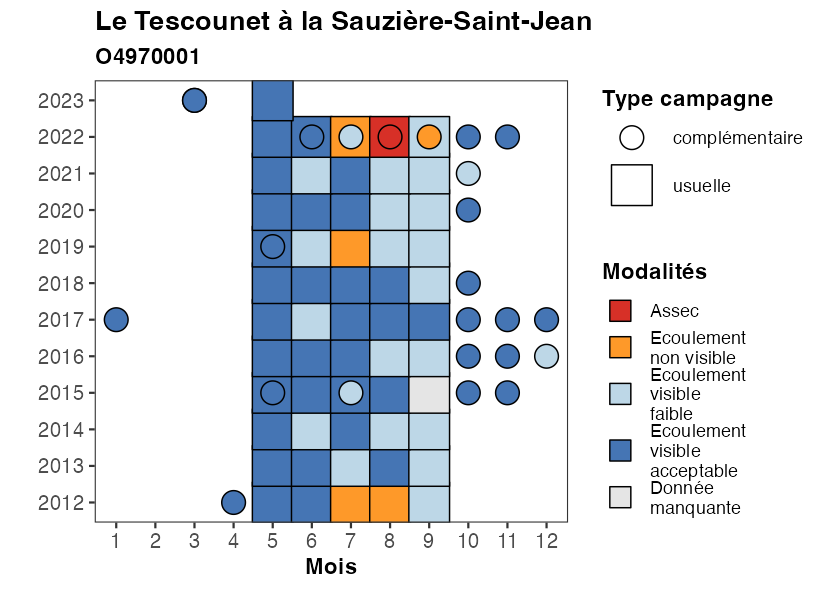 Le Tescounet à la Sauzière-Saint-Jean
O4970001
2023
2022
2021
2020
2019
2018
2017
2016
2015
2014
2013
2012
1 2 3 4 5 6 7 8 9 10 11 12
Mois
Type campagne
complémentaire
usuelle
Modalités
Assec
Ecoulement
non visible
Ecoulement
visible
faible
Ecoulement
visible
acceptable
Donnée
manquante